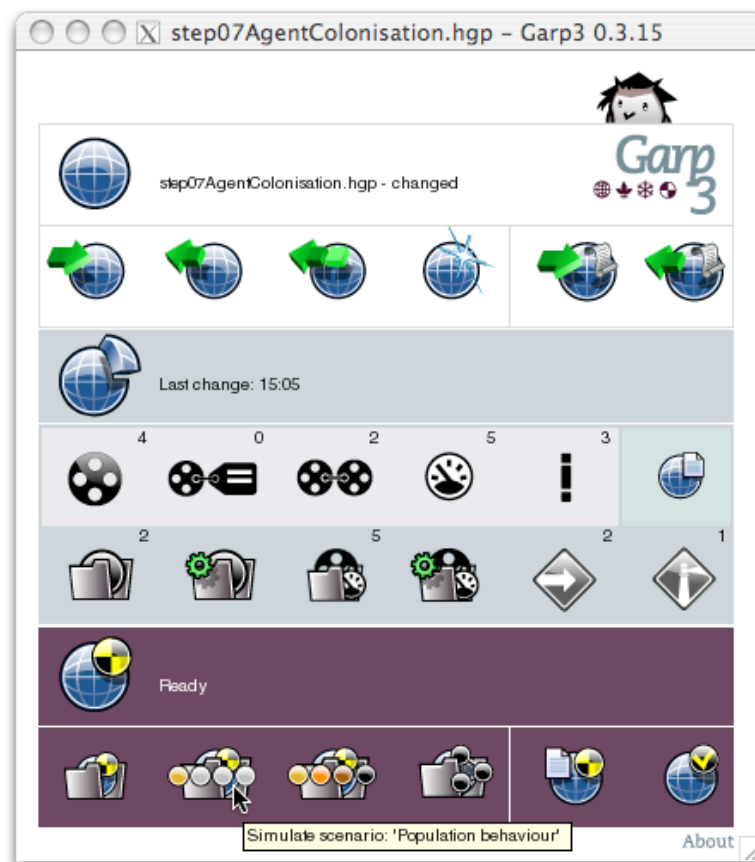 step07AgentColonisation.hgp - Garp3 0.3.15
Garp
3
step07AgentColonisation.hgp - changed
Last change: 15:05
4 0 2 5 3
2 5 2 1
Ready
Simulate scenario: 'Population behaviour'
About